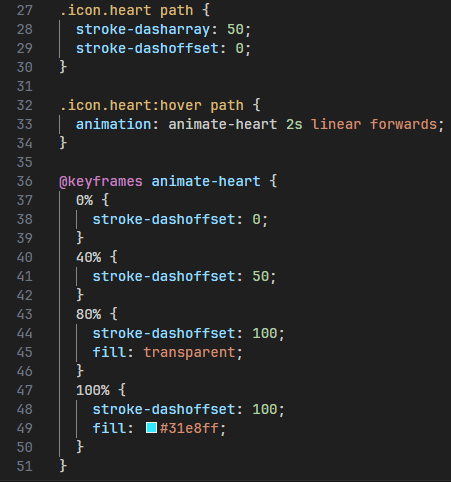 27 .icon.heart path {
28 stroke-dasharray: 50;
29 stroke-dashoffset: 0;
30 }
31
32 .icon.heart:hover path {
33 animation: animate-heart 2s linear forwards;
34 }
35
36 @keyframes animate-heart {
37 0% {
38 stroke-dashoffset: 0;
39 }
40 40% {
41 stroke-dashoffset: 50;
42 }
43 80% {
44 stroke-dashoffset: 100;
45 fill: transparent;
46 }
47 100% {
48 stroke-dashoffset: 100;
49 fill: #31e8ff;
50 }
51 }